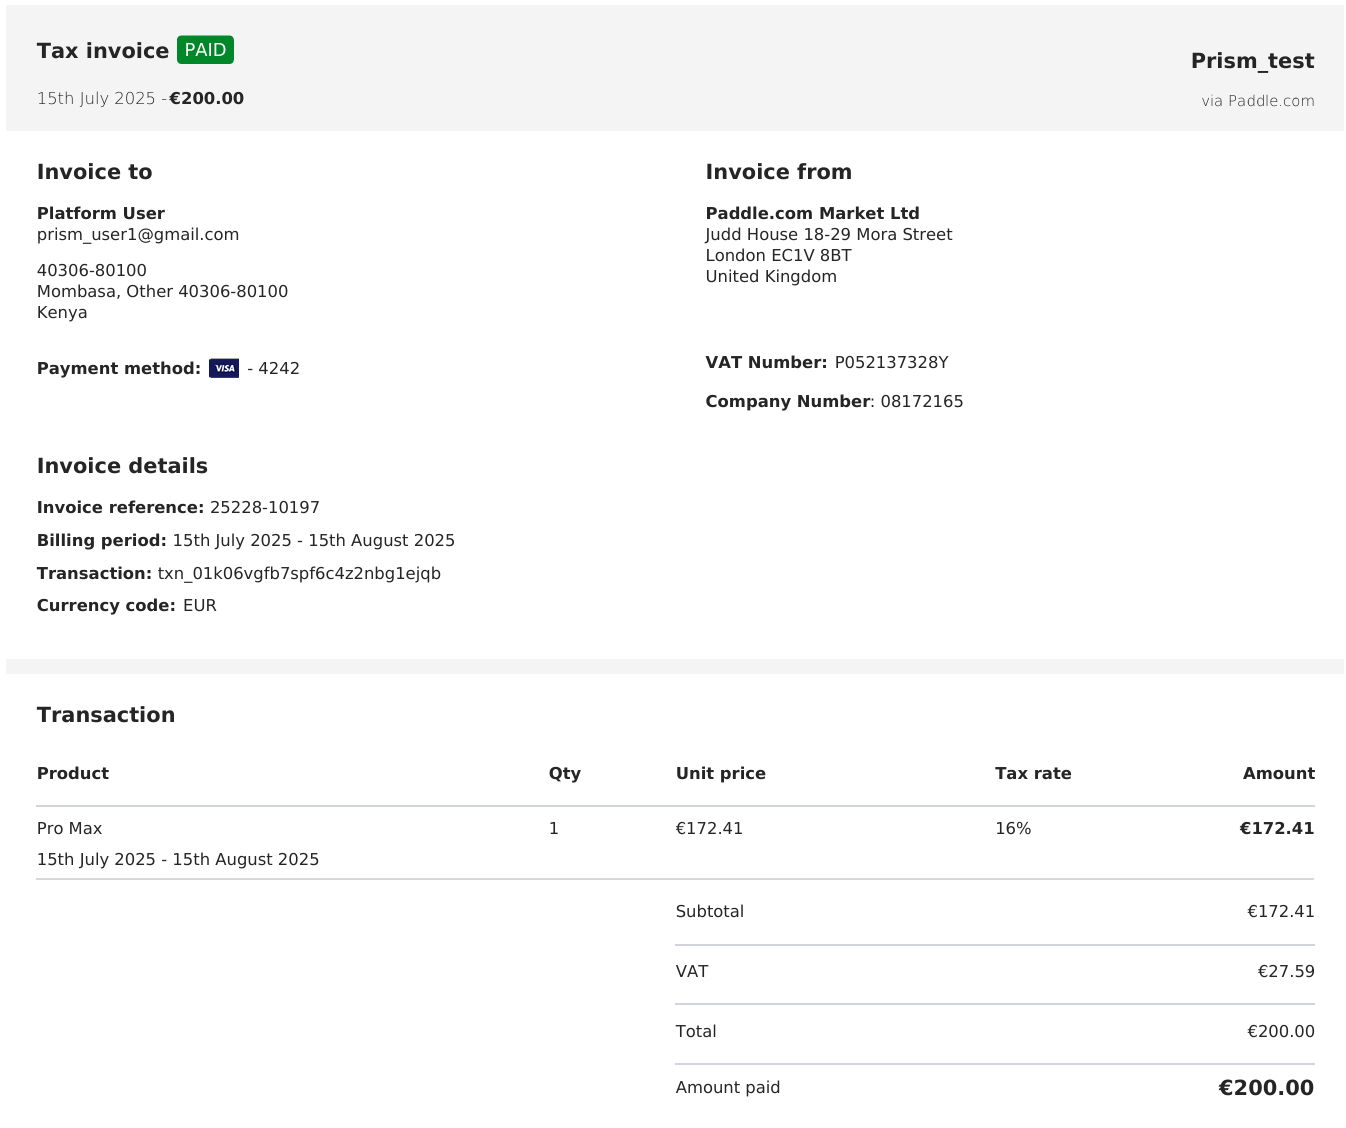 Tax invoice PAID
15th July 2025 - €200.00
Prism_test
via Paddle.com
Invoice to
Platform User
prism_user1@gmail.com
40306-80100
Mombasa, Other 40306-80100
Kenya
Payment method: VISA - 4242
Invoice from
Paddle.com Market Ltd
Judd House 18-29 Mora Street
London EC1V 8BT
United Kingdom
VAT Number: P052137328Y
Company Number: 08172165
Invoice details
Invoice reference: 25228-10197
Billing period: 15th July 2025 - 15th August 2025
Transaction: txn_01k06vgfb7spf6c4z2nbg1ejqb
Currency code: EUR
Transaction
Product Qty Unit price Tax rate Amount
Pro Max 1 €172.41 16% €172.41
15th July 2025 - 15th August 2025
Subtotal €172.41
VAT €27.59
Total €200.00
Amount paid €200.00